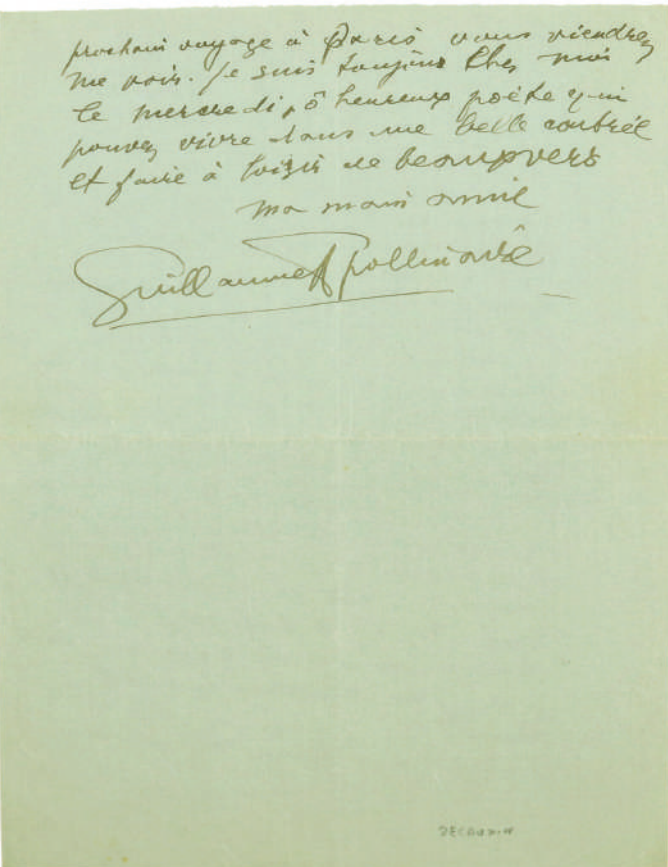 prochain voyage à Paris vous viendrez
me voir. Je suis toujours chez moi
le mercredi, ô heureux poète qui
pouvez vivre dans une belle contrée
et faire à loisir de beaux vers
Ma main amie
Guillaume Apollinaire